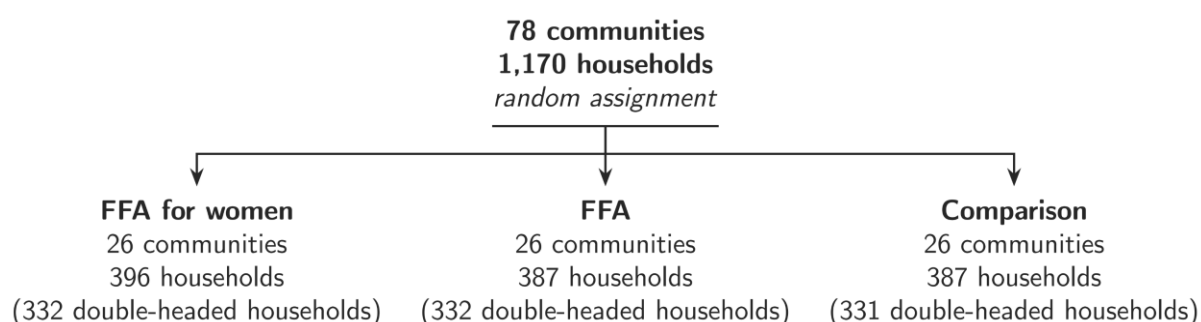 78 communities
1,170 households
random assignment
FFA for women
26 communities
396 households
(332 double-headed households)
FFA
26 communities
387 households
(332 double-headed households)
Comparison
26 communities
387 households
(331 double-headed households)